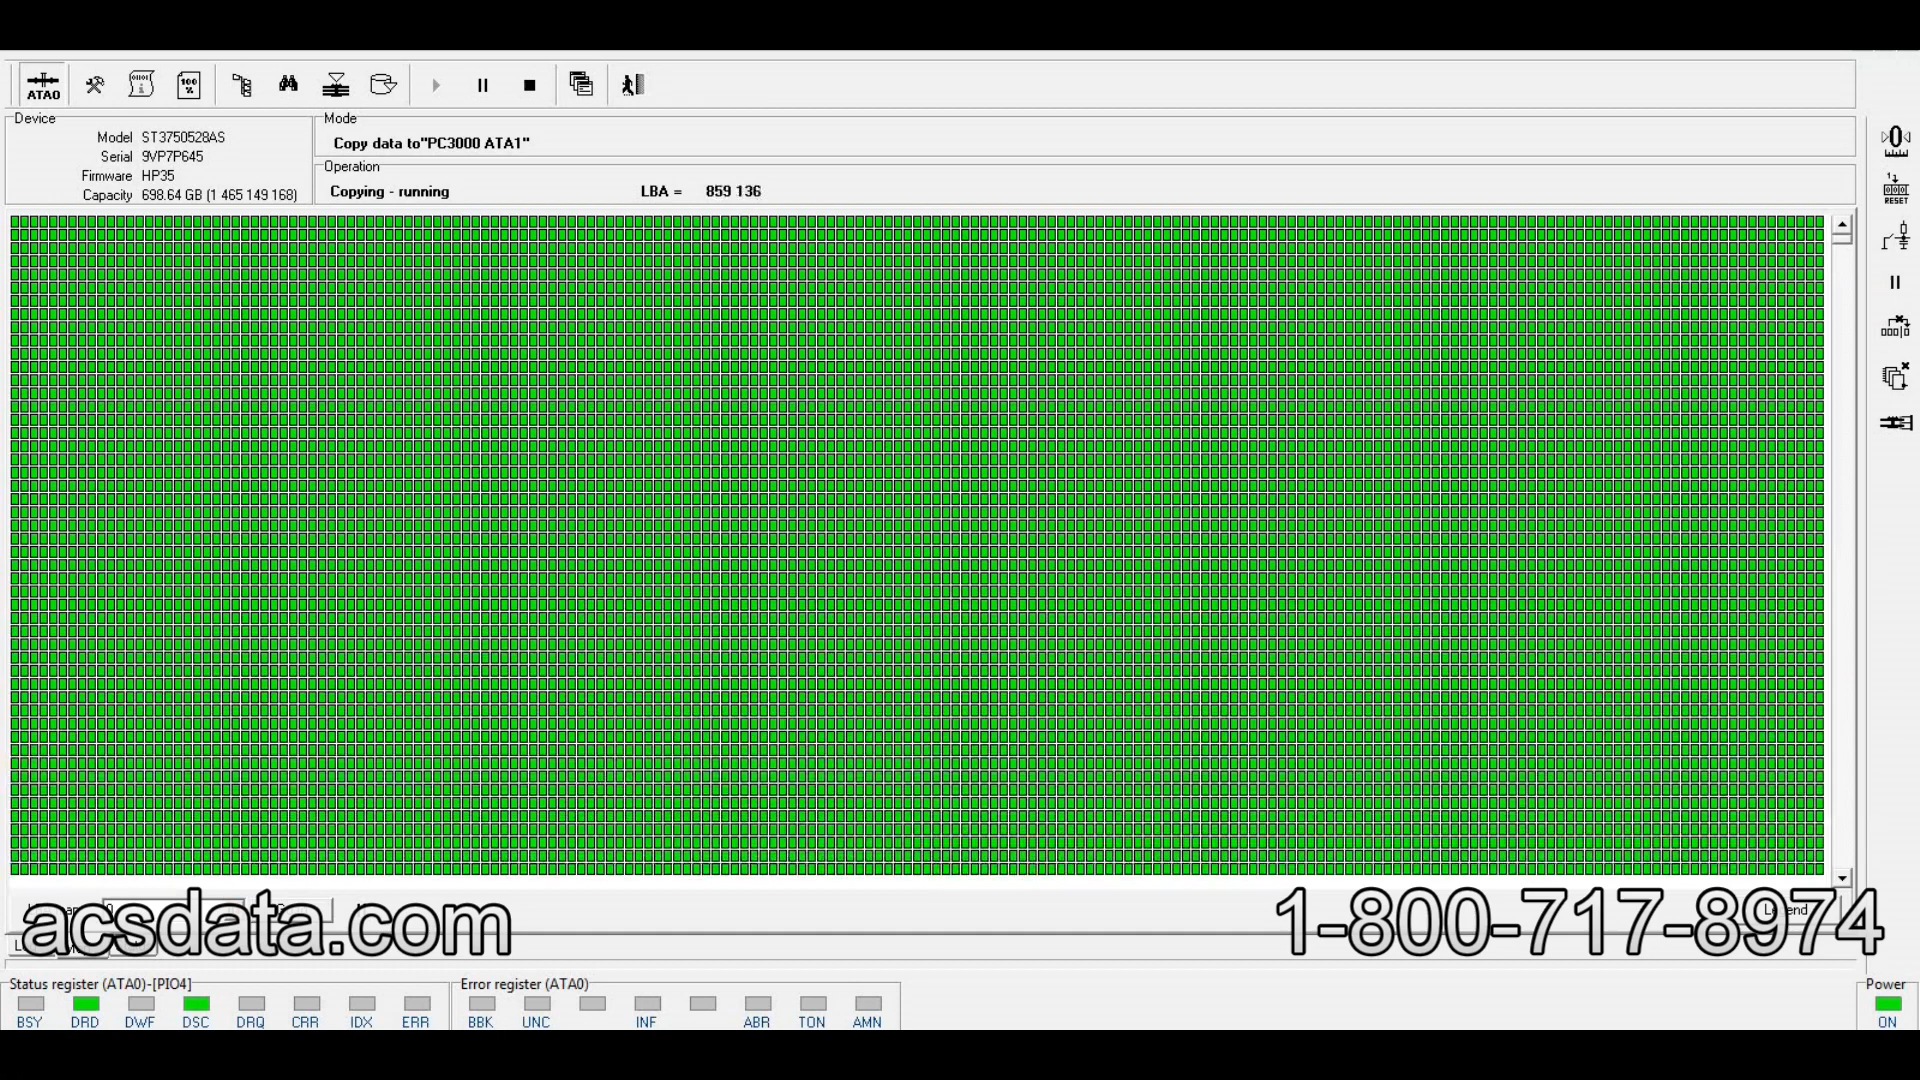 ATA0
100
%
Device
Model ST3750528AS
Serial 9VP7P645
Firmware HP35
Capacity 698.64 GB (1 465 149 168)
Mode
Copy data to"PC3000 ATA1"
Operation
Copying - running LBA = 859 136
RESET
acsdata.com
1-800-717-8974
Status register (ATA0)-[PIO4]
BSY DRD DWF DSC DRQ CRR IDX ERR
Error register (ATA0)
BBK UNC INF ABR TON AMN
Power
ON